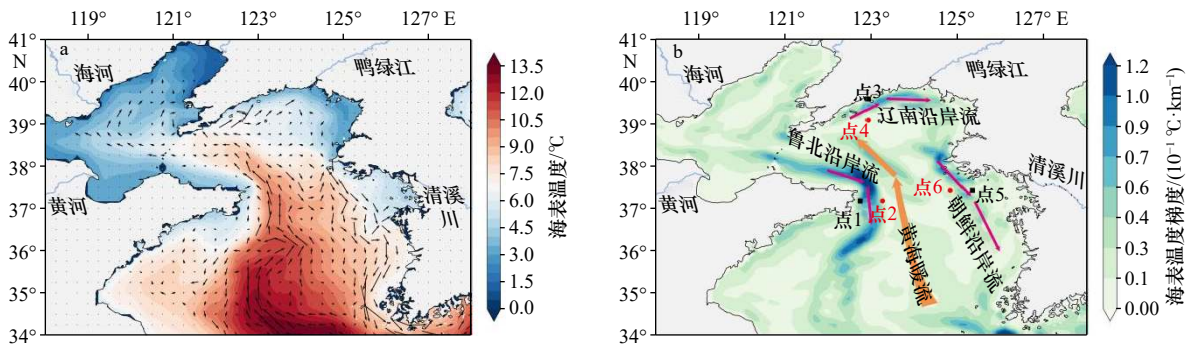 119° 121° 123° 125° 127° E
41°
N
40°
39°
38°
37°
36°
35°
34°
a
海河
鸭绿江
黄河
清溪
川
13.5
12.0
10.5
9.0
7.5
6.0
4.5
3.0
1.5
0.0
海表温度/℃
119° 121° 123° 125° 127° E
41°
N
40°
39°
38°
37°
36°
35°
34°
b
海河
鸭绿江
点3
辽南沿岸流
点4
鲁北沿岸流
清溪川
黄河
点6
点5
点1
点2
朝鲜沿岸流
黄海暖流
1.2
1.0
0.9
0.7
0.6
0.4
0.3
0.1
0.00
海表温度梯度/(10⁻¹ ℃·km⁻¹)